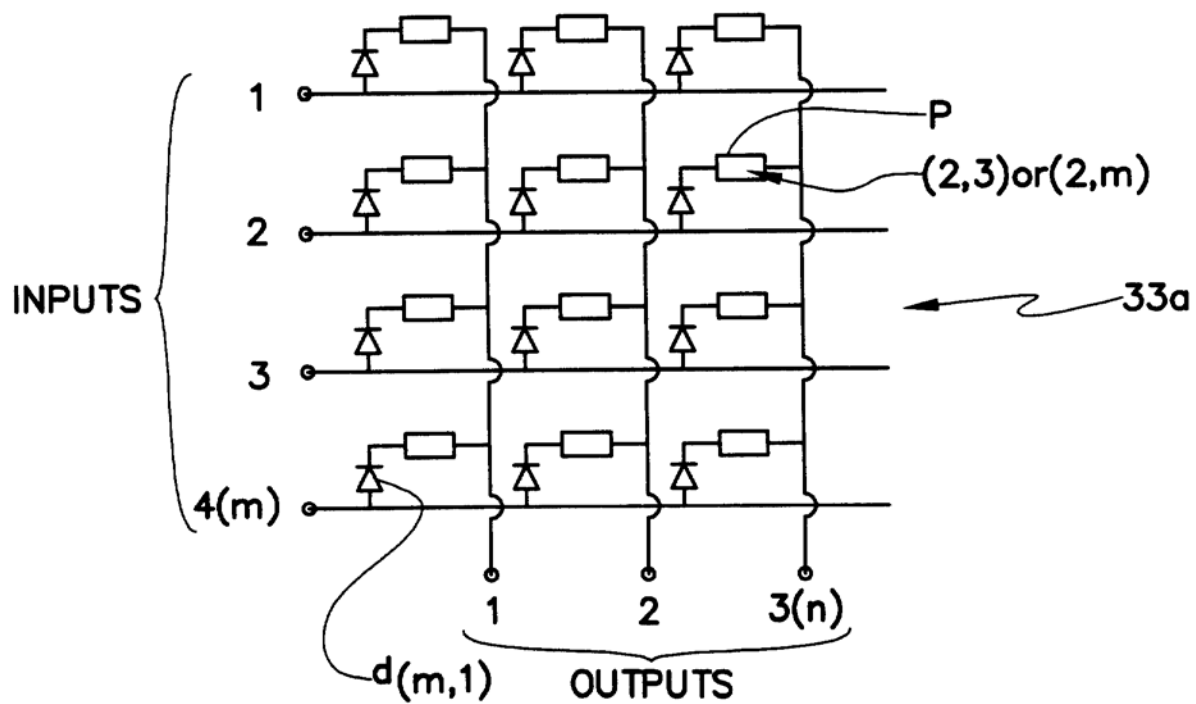 1
P
(2,3)or(2,m)
2
INPUTS
33a
3
4(m)
1
2
3(n)
d(m,1)
OUTPUTS